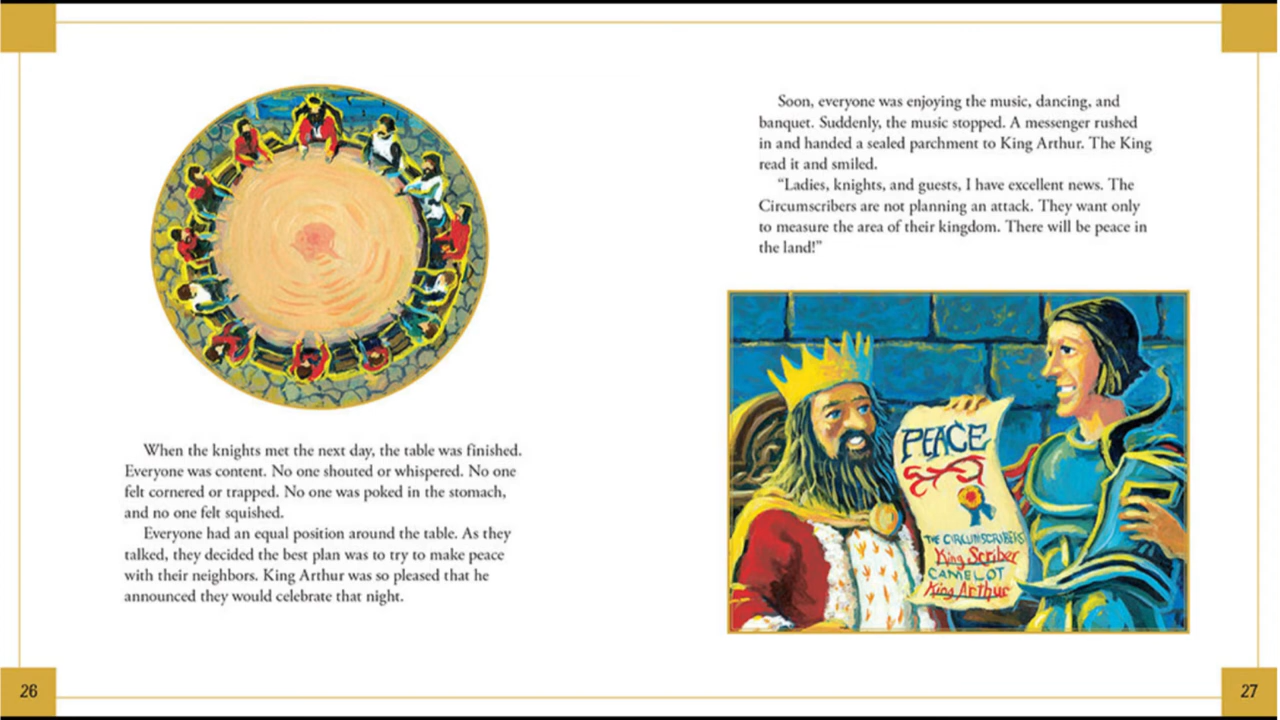 When the knights met the next day, the table was finished.
Everyone was content. No one shouted or whispered. No one
felt cornered or trapped. No one was poked in the stomach,
and no one felt squished.
Everyone had an equal position around the table. As they
talked, they decided the best plan was to try to make peace
with their neighbors. King Arthur was so pleased that he
announced they would celebrate that night.
26
Soon, everyone was enjoying the music, dancing, and
banquet. Suddenly, the music stopped. A messenger rushed
in and handed a sealed parchment to King Arthur. The King
read it and smiled.
“Ladies, knights, and guests, I have excellent news. The
Circumscribers are not planning an attack. They want only
to measure the area of their kingdom. There will be peace in
the land!”
PEACE
THE CIRCUMSCRIBERS
King Scriber
CAMELOT
King Arthur
27